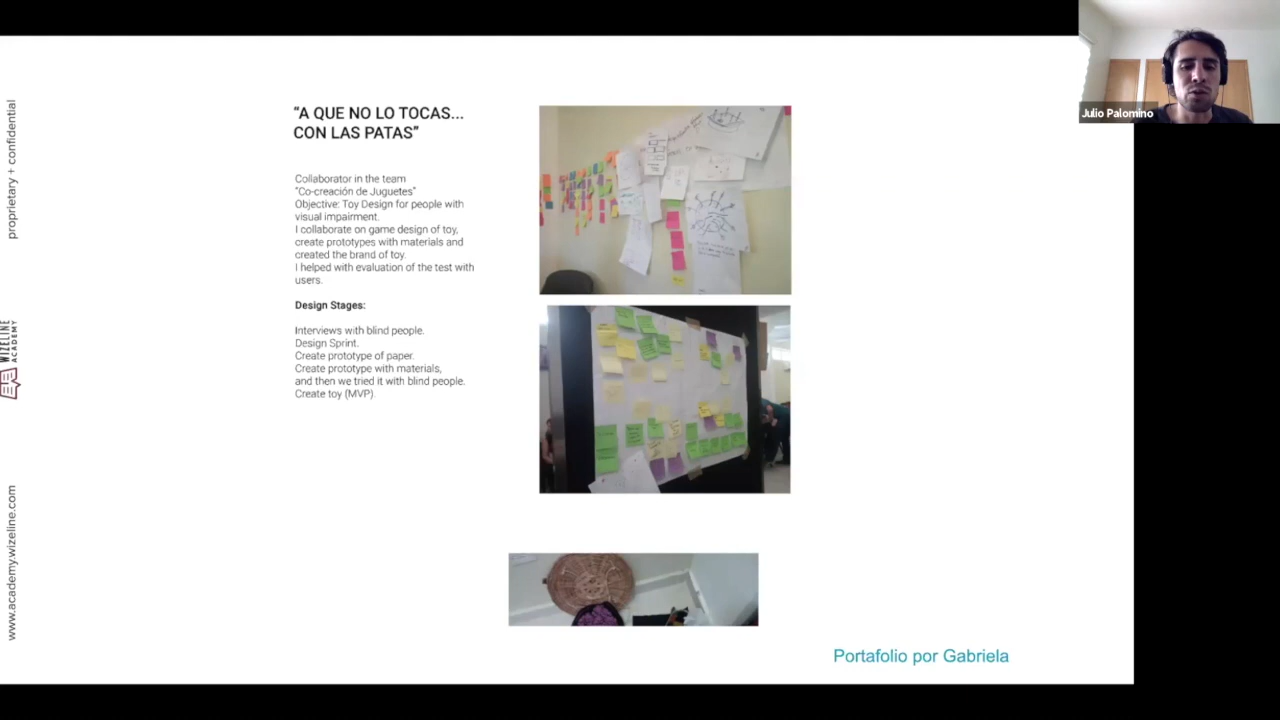 “A QUE NO LO TOCAS...
CON LAS PATAS”
Collaborator in the team
“Co-creación de Juguetes”
Objective: Toy Design for people with
visual impairment.
I collaborate on game design of toy,
create prototypes with materials and
created the brand of toy.
I helped with evaluation of the test with
users.
Design Stages:
Interviews with blind people.
Design Sprint.
Create prototype of paper.
Create prototype with materials,
and then we tried it with blind people.
Create toy (MVP).
Portafolio por Gabriela
Julio Palomino
proprietary + confidential
WIZELINE
ACADEMY
www.academy.wizeline.com